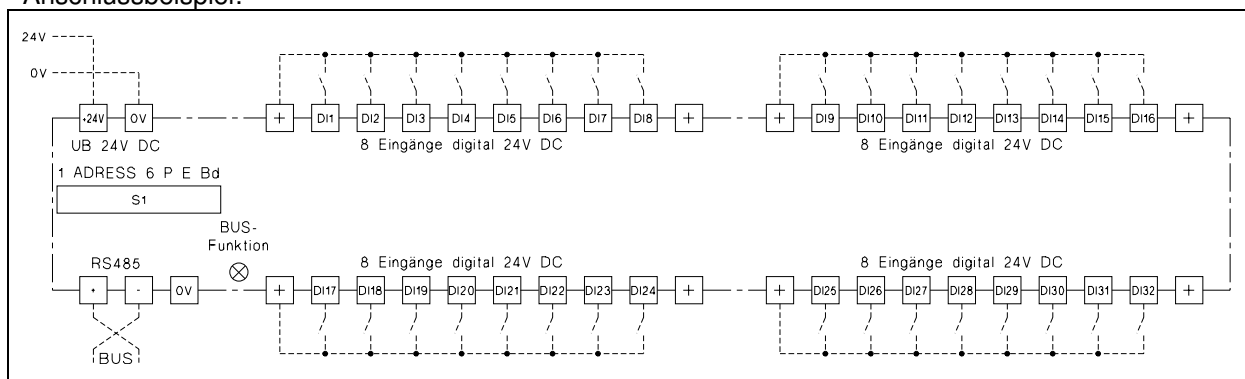 Anschlussbeispiel:
24V
0V
+24V 0V + DI1 DI2 DI3 DI4 DI5 DI6 DI7 DI8 + + DI9 DI10 DI11 DI12 DI13 DI14 DI15 DI16 +
UB 24V DC 8 Eingänge digital 24V DC 8 Eingänge digital 24V DC
1 ADRESS 6 P E Bd
S1
BUS-
Funktion
RS485 8 Eingänge digital 24V DC 8 Eingänge digital 24V DC
+ - 0V + DI17 DI18 DI19 DI20 DI21 DI22 DI23 DI24 + + DI25 DI26 DI27 DI28 DI29 DI30 DI31 DI32 +
BUS